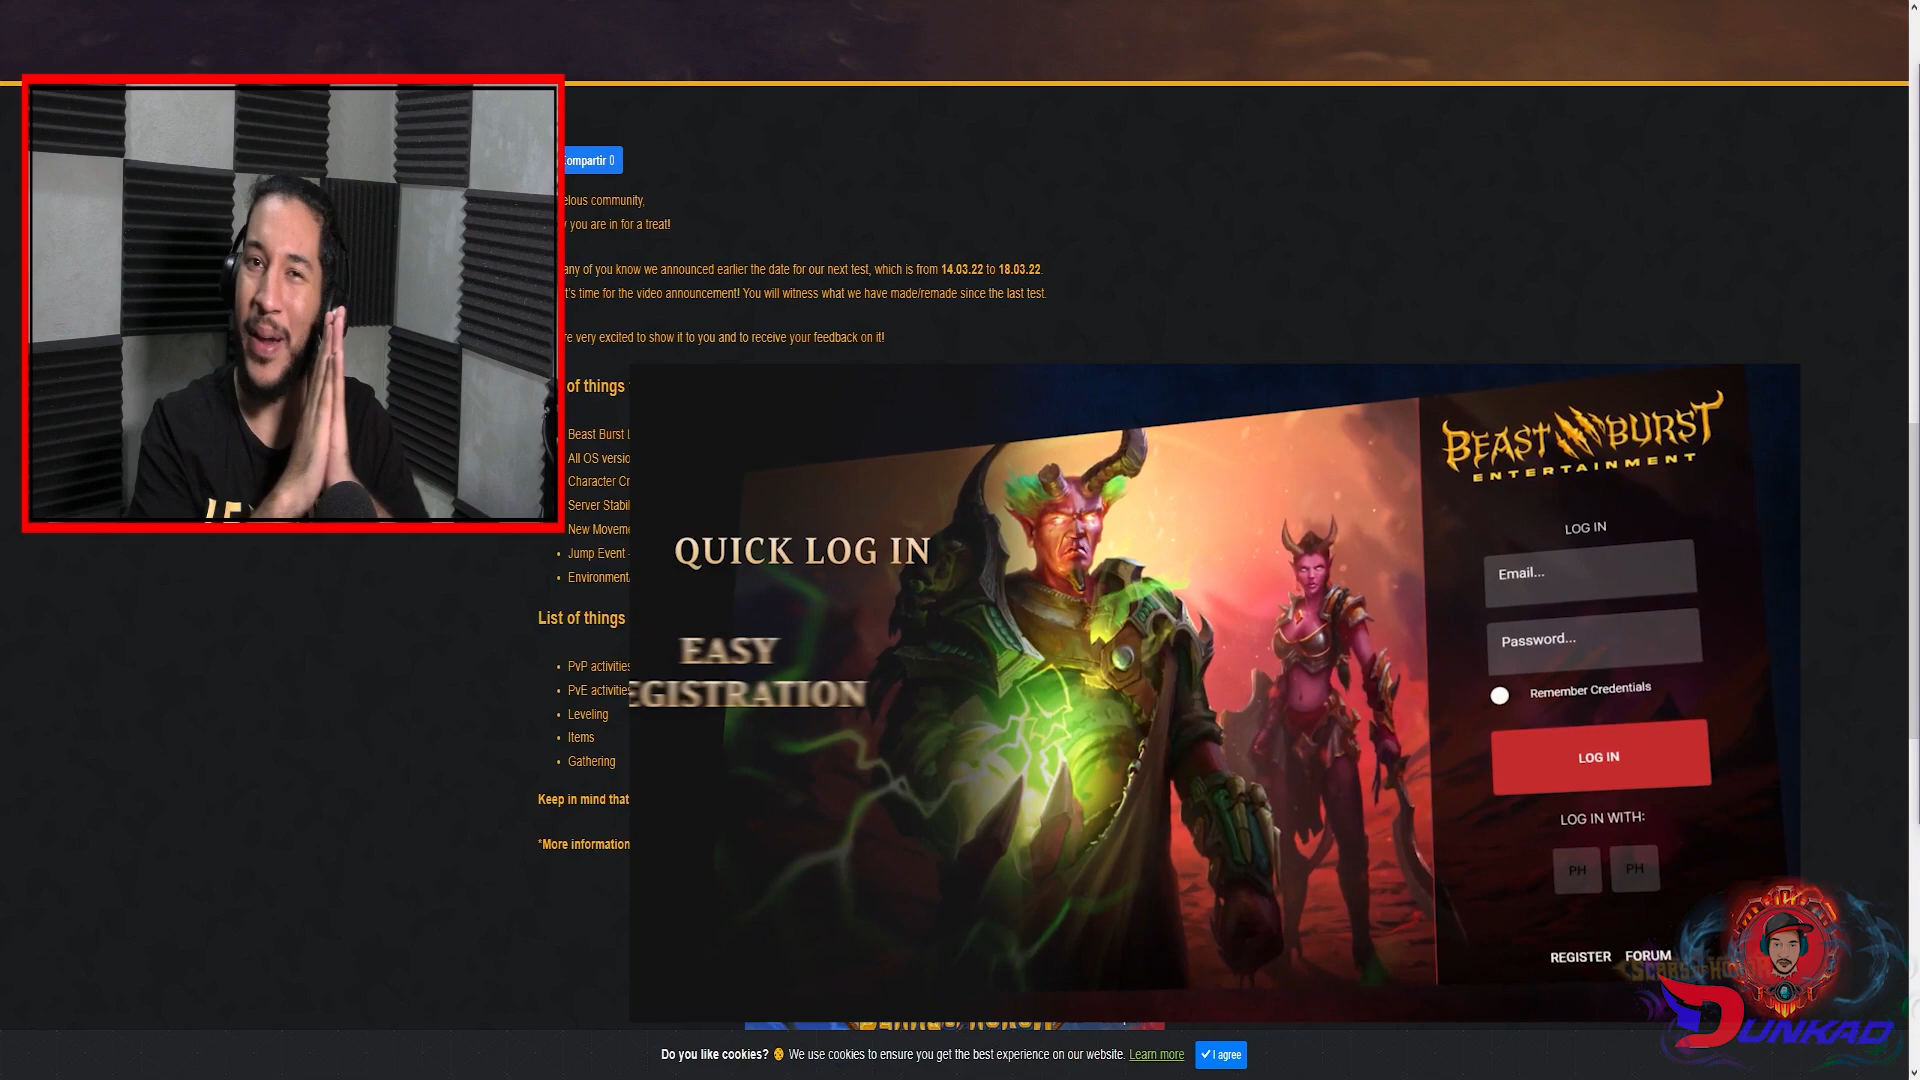 Compartir 0
elous community,
y you are in for a treat!
any of you know we announced earlier the date for our next test, which is from 14.03.22 to 18.03.22.
t's time for the video announcement! You will witness what we have made/remade since the last test.
re very excited to show it to you and to receive your feedback on it!
of things
Beast Burst
All OS versio
Character Cr
Server Stabil
New Moveme
• Jump Event -
• Environment
List of things
• PvP activities
• PvE activities
• Leveling
• Items
• Gathering
Keep in mind that
*More information
QUICK LOG IN
EASY
EGISTRATION
BEAST BURST
ENTERTAINMENT
LOG IN
Email...
Password...
Remember Credentials
LOG IN
LOG IN WITH:
PH PH
REGISTER FORUM
SCARS OF HONOR
DUNKAD
Do you like cookies? 🍪 We use cookies to ensure you get the best experience on our website. Learn more ✔ I agree